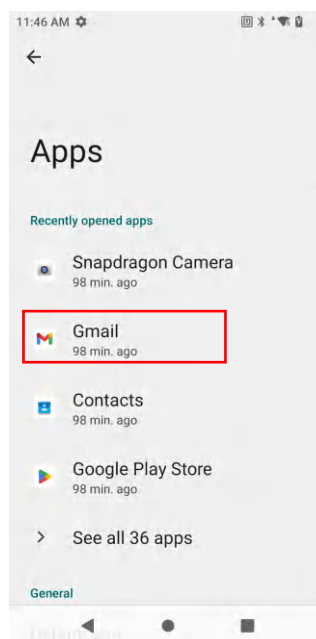 11:46 AM
Apps
Recently opened apps
Snapdragon Camera
98 min. ago
Gmail
98 min. ago
Contacts
98 min. ago
Google Play Store
98 min. ago
See all 36 apps
General